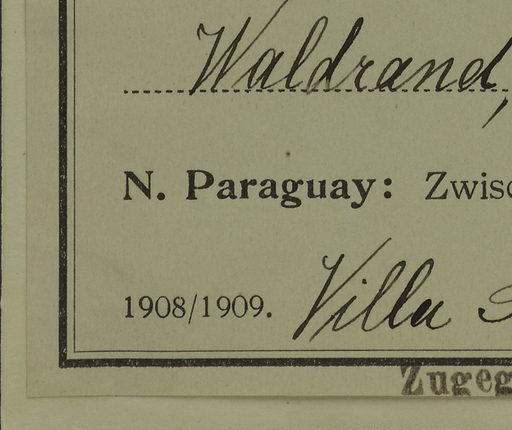 Waldrand,
N. Paraguay: Zwisc
1908/1909. Villa
Zugeg